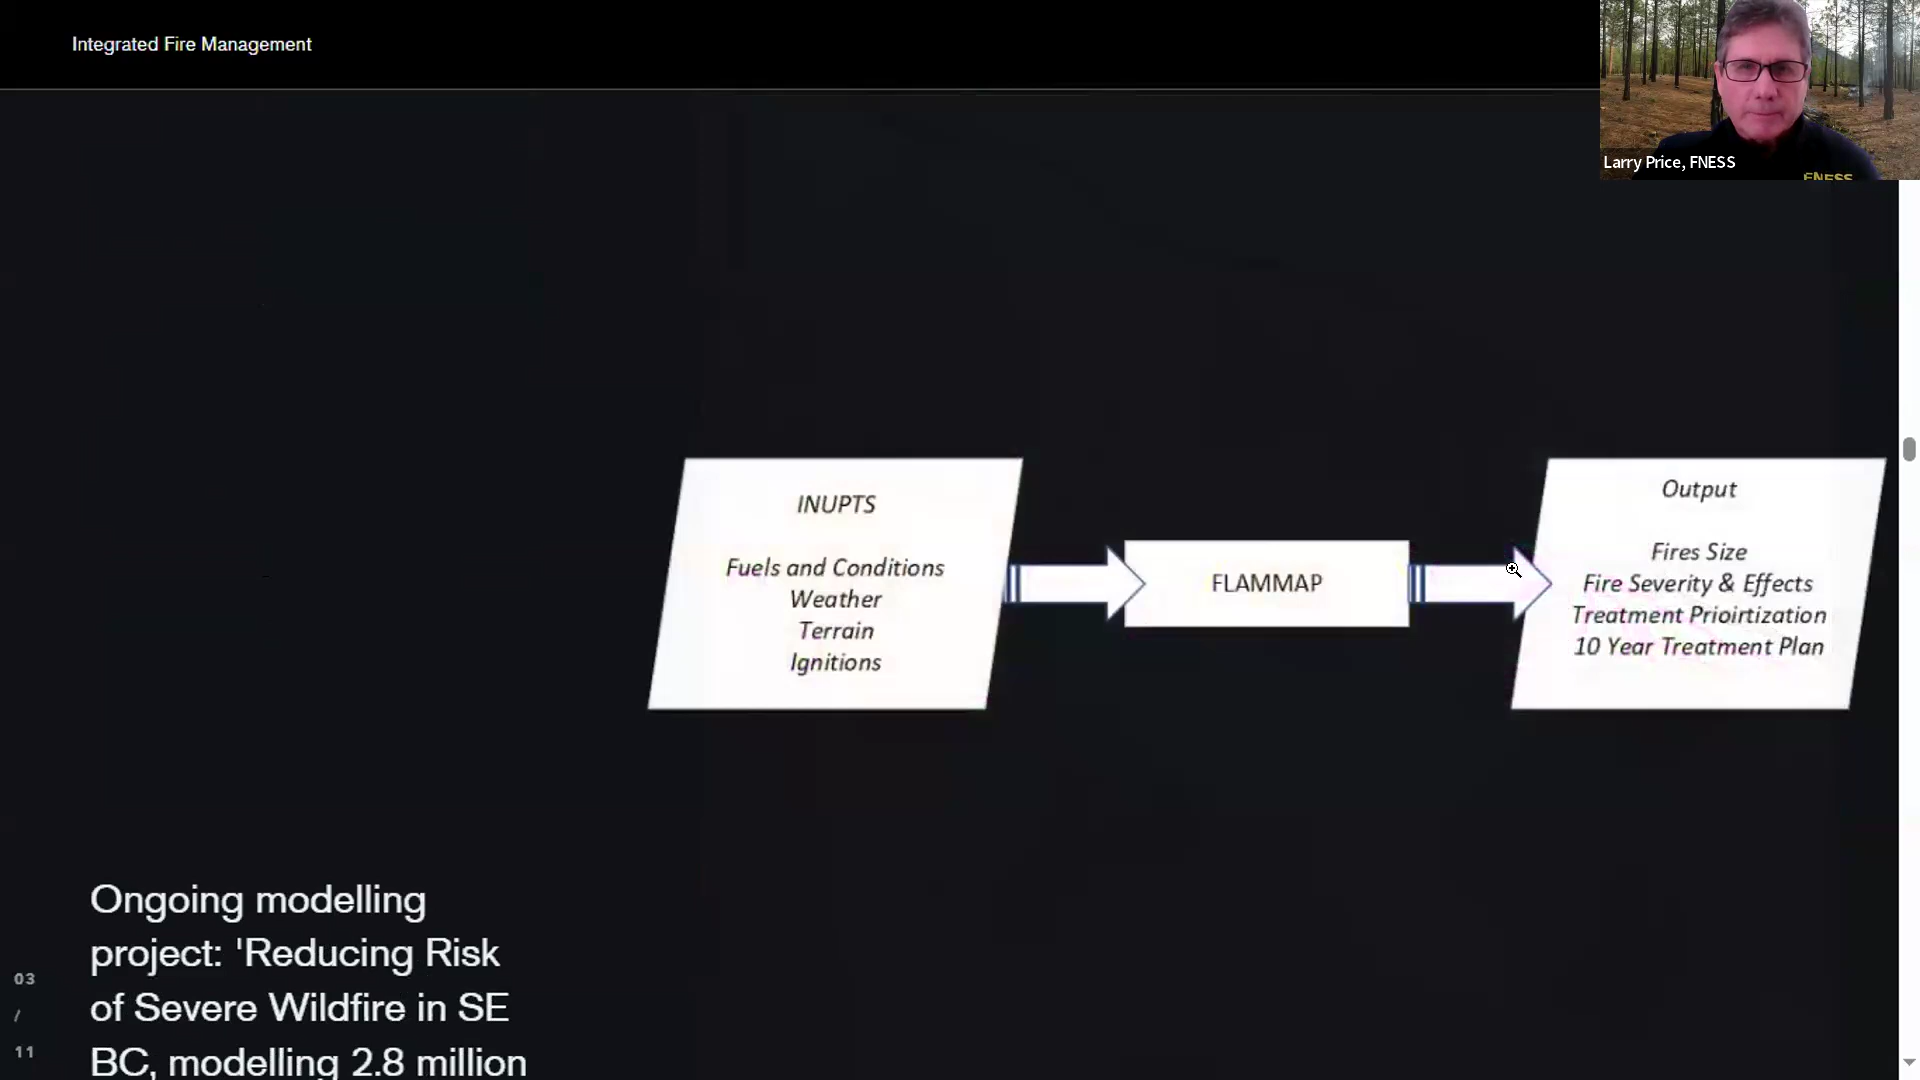 Integrated Fire Management
Larry Price, FNESS
FNESS
INUPTS
Fuels and Conditions
Weather
Terrain
Ignitions
FLAMMAP
Output
Fires Size
Fire Severity & Effects
Treatment Prioirtization
10 Year Treatment Plan
Ongoing modelling
project: 'Reducing Risk
of Severe Wildfire in SE
BC, modelling 2.8 million
03
/
11